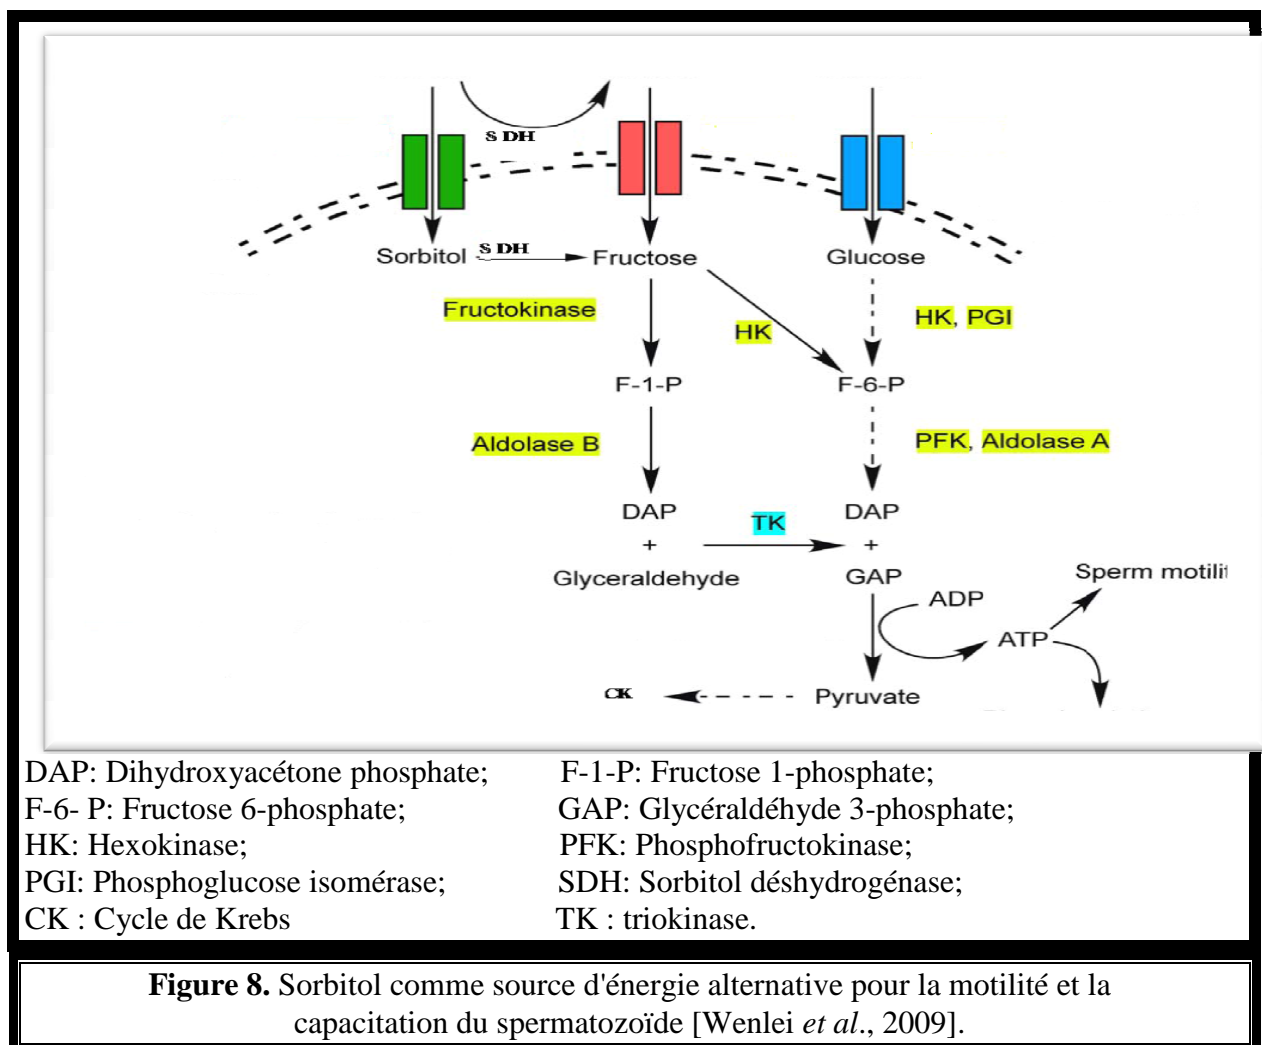 SDH
Sorbitol SDH Fructose Glucose
Fructokinase HK HK, PGI
F-1-P F-6-P
Aldolase B PFK, Aldolase A
DAP TK DAP
+ +
Glyceraldehyde GAP Sperm motilit
ADP
ATP
CK Pyruvate
DAP: Dihydroxyacétone phosphate; F-1-P: Fructose 1-phosphate;
F-6- P: Fructose 6-phosphate; GAP: Glycéraldéhyde 3-phosphate;
HK: Hexokinase; PFK: Phosphofructokinase;
PGI: Phosphoglucose isomérase; SDH: Sorbitol déshydrogénase;
CK : Cycle de Krebs TK : triokinase.
Figure 8. Sorbitol comme source d'énergie alternative pour la motilité et la
capacitation du spermatozoïde [Wenlei et al., 2009].